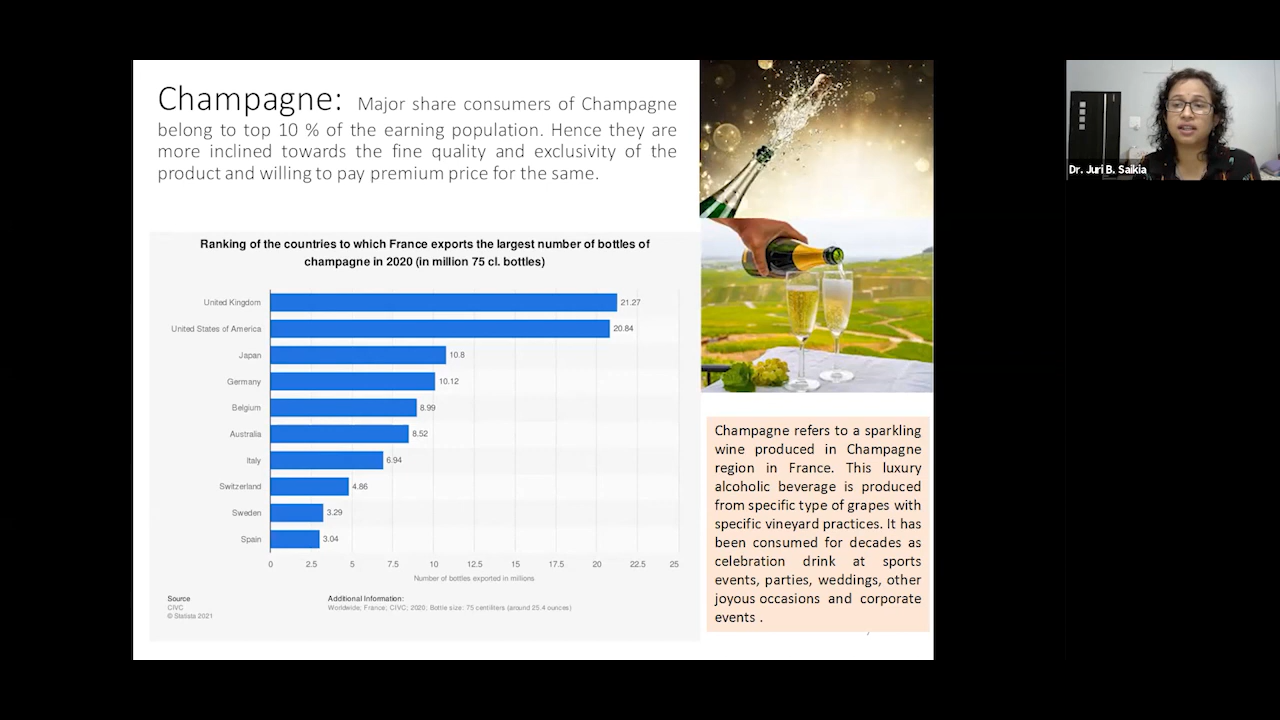 Champagne: Major share consumers of Champagne
belong to top 10 % of the earning population. Hence they are
more inclined towards the fine quality and exclusivity of the
product and willing to pay premium price for the same.
Ranking of the countries to which France exports the largest number of bottles of
champagne in 2020 (in million 75 cl. bottles)
United Kingdom 21.27
United States of America 20.84
Japan 10.8
Germany 10.12
Belgium 8.99
Australia 8.52
Italy 6.94
Switzerland 4.86
Sweden 3.29
Spain 3.04
0 2.5 5 7.5 10 12.5 15 17.5 20 22.5 25
Number of bottles exported in millions
Source
CIVC
© Statista 2021
Additional Information:
Worldwide; France; CIVC; 2020; Bottle size: 75 centiliters (around 25.4 ounces)
Champagne refers to a sparkling
wine produced in Champagne
region in France. This luxury
alcoholic beverage is produced
from specific type of grapes with
specific vineyard practices. It has
been consumed for decades as
celebration drink at sports
events, parties, weddings, other
joyous occasions and corporate
events .
Dr. Juri B. Saikia